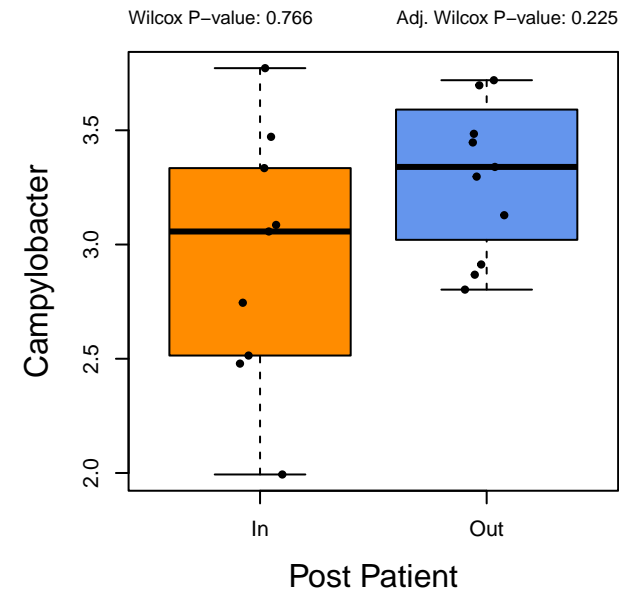 Wilcox P−value: 0.766 Adj. Wilcox P−value: 0.225
Campylobacter
3.5
3.0
2.5
2.0
In Out
Post Patient